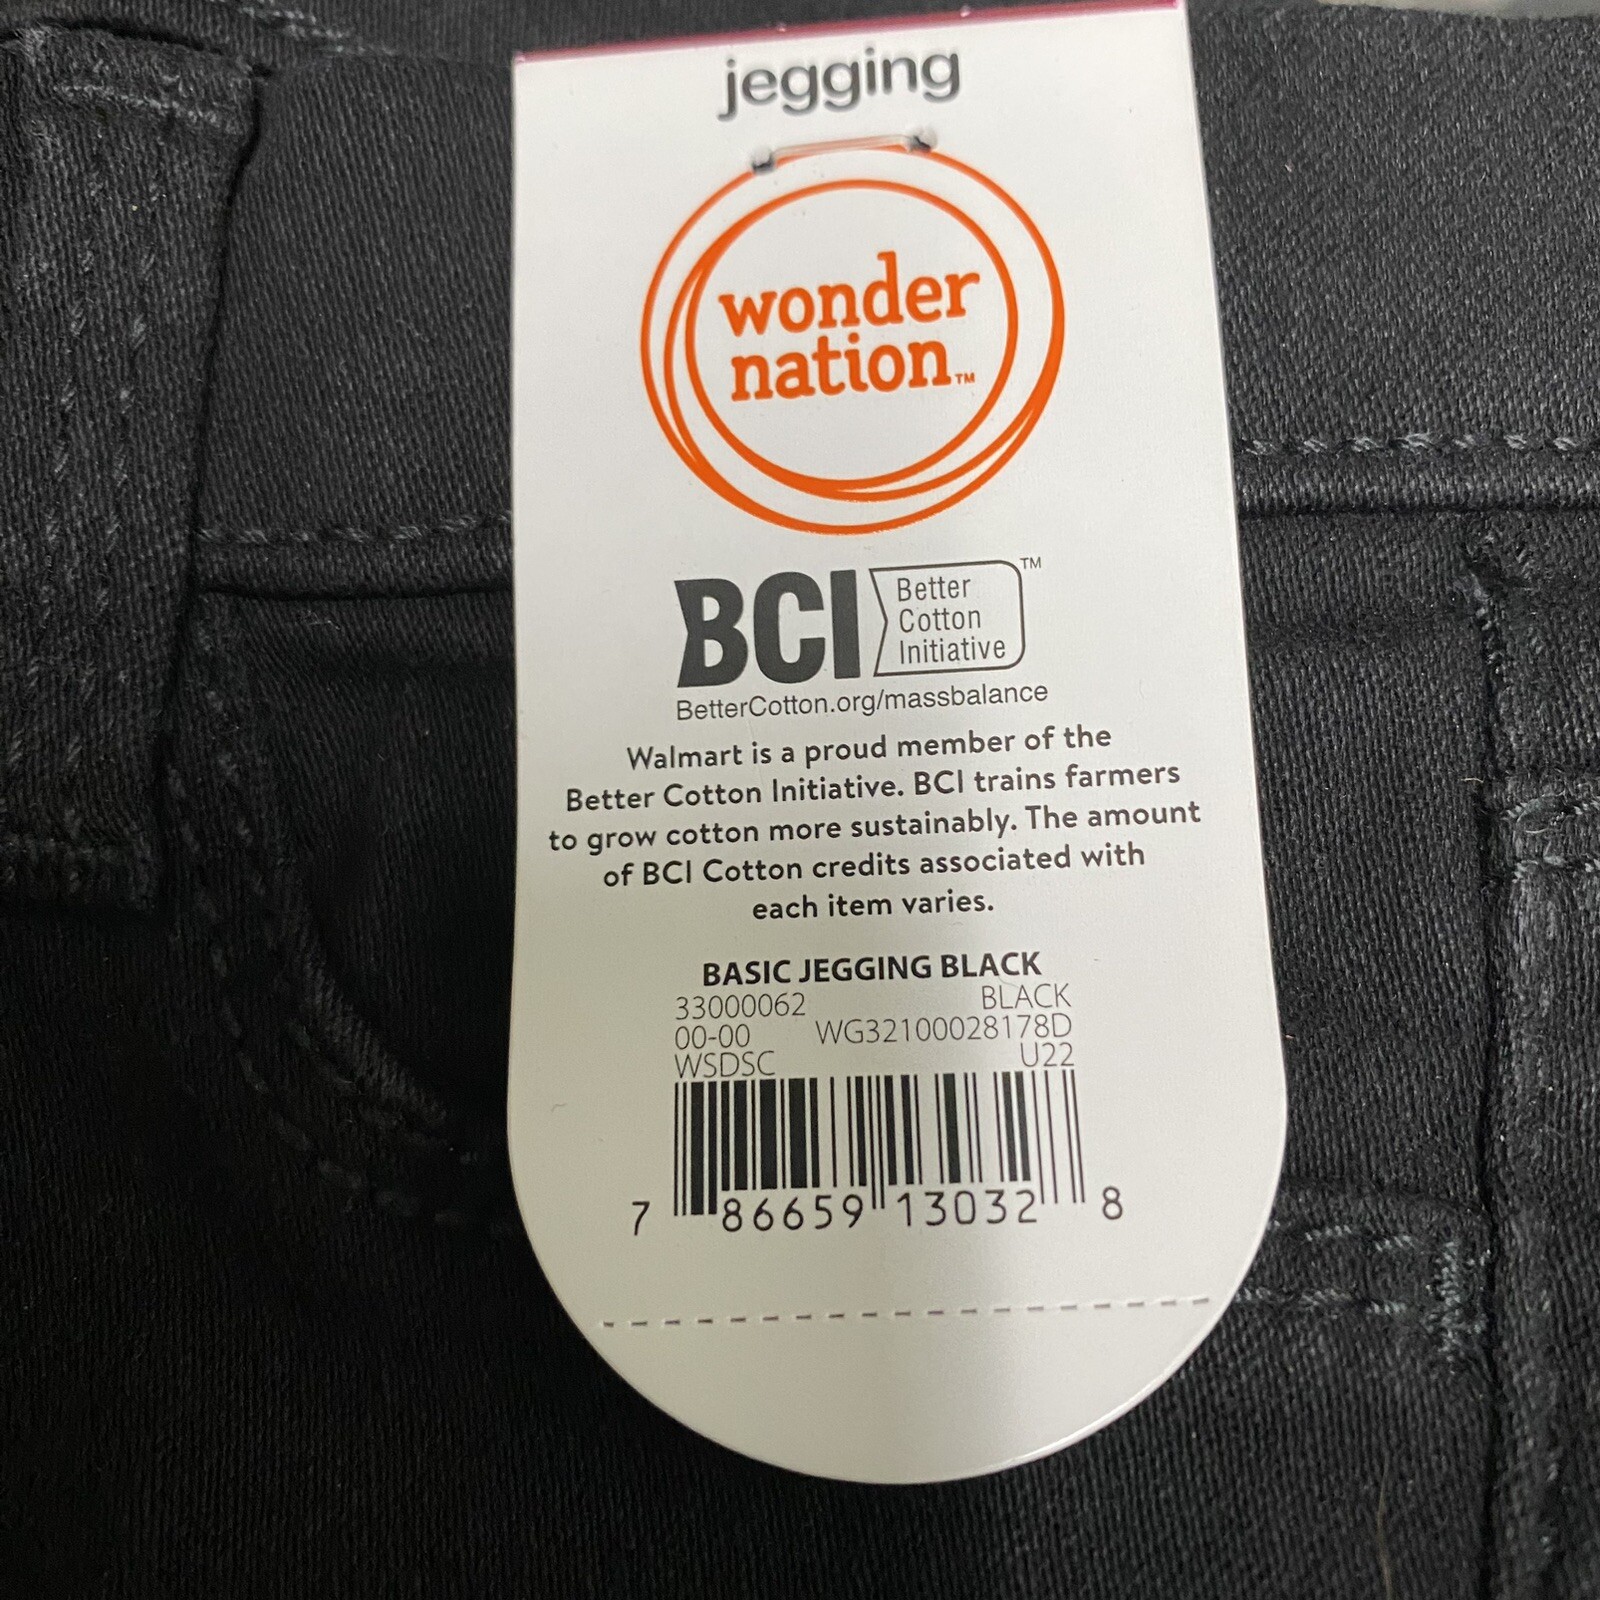 jegging
wonder
nation™
BCI
Better
Cotton
Initiative
™
BetterCotton.org/massbalance
Walmart is a proud member of the
Better Cotton Initiative. BCI trains farmers
to grow cotton more sustainably. The amount
of BCI Cotton credits associated with
each item varies.
BASIC JEGGING BLACK
33000062 BLACK
00-00 WG32100028178D
WSDSC U22
7 86659 13032 8